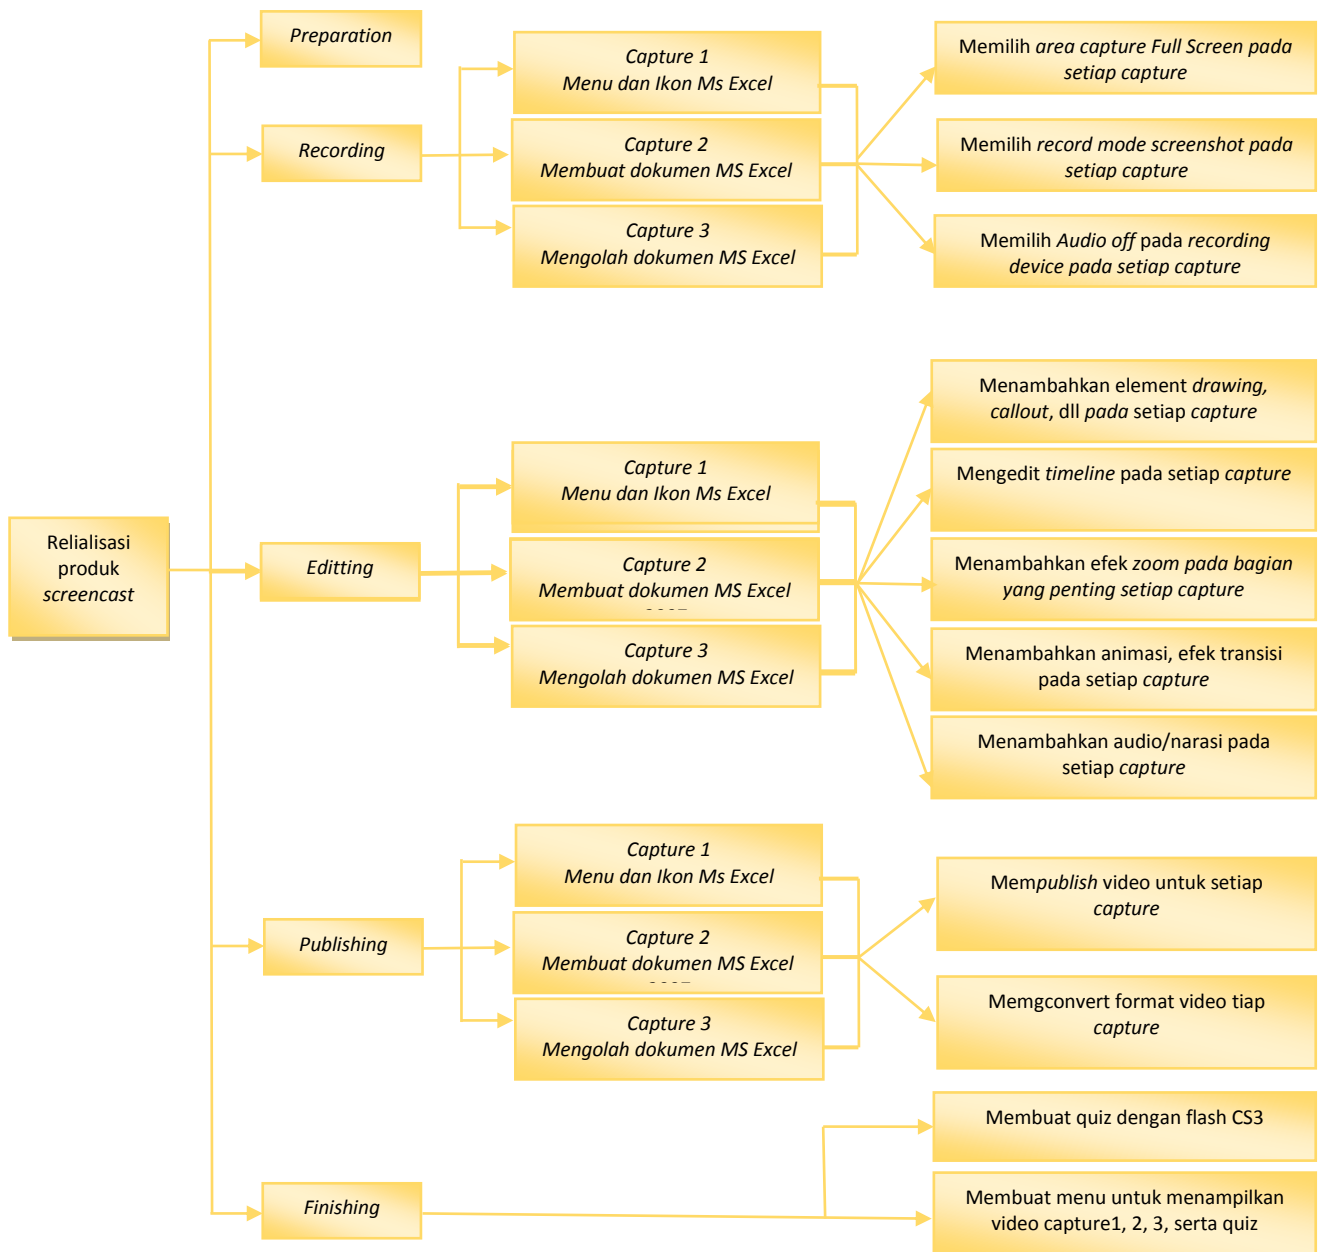 Preparation
Capture 1
Menu dan Ikon Ms Excel
Memilih area capture Full Screen pada
setiap capture
Recording
Capture 2
Membuat dokumen MS Excel
Memilih record mode screenshot pada
setiap capture
Capture 3
Mengolah dokumen MS Excel
Memilih Audio off pada recording
device pada setiap capture
Relialisasi
produk
screencast
Editting
Capture 1
Menu dan Ikon Ms Excel
Capture 2
Membuat dokumen MS Excel
Capture 3
Mengolah dokumen MS Excel
Menambahkan element drawing,
callout, dll pada setiap capture
Mengedit timeline pada setiap capture
Menambahkan efek zoom pada bagian
yang penting setiap capture
Menambahkan animasi, efek transisi
pada setiap capture
Menambahkan audio/narasi pada
setiap capture
Publishing
Capture 1
Menu dan Ikon Ms Excel
Capture 2
Membuat dokumen MS Excel
Capture 3
Mengolah dokumen MS Excel
Mempublish video untuk setiap
capture
Memgconvert format video tiap
capture
Finishing
Membuat quiz dengan flash CS3
Membuat menu untuk menampilkan
video capture1, 2, 3, serta quiz